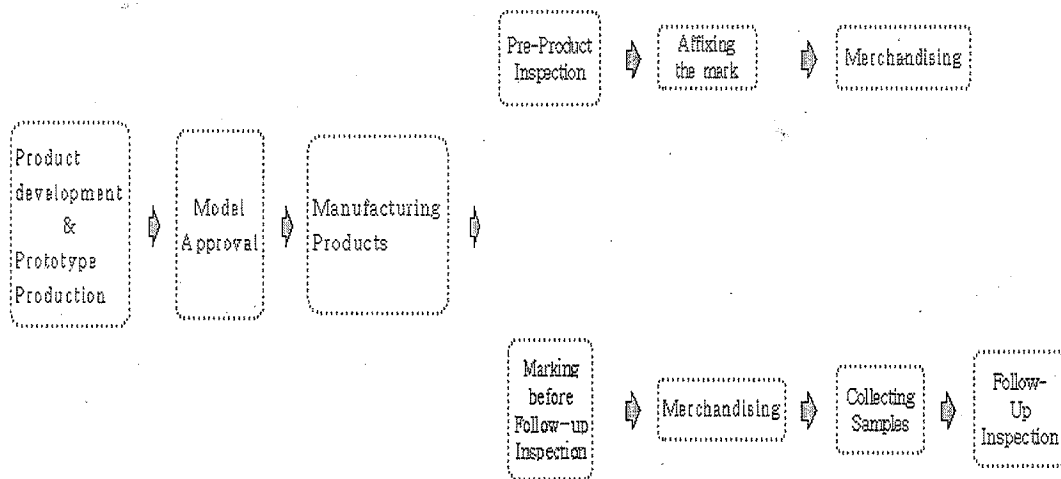 Product
development
&
Prototype
Production
Model
Approval
Manufacturing
Products
Pre-Product
Inspection
Affixing
the mark
Merchandising
Marking
before
Follow-up
Inspection
Merchandising
Collecting
Samples
Follow-
Up
Inspection